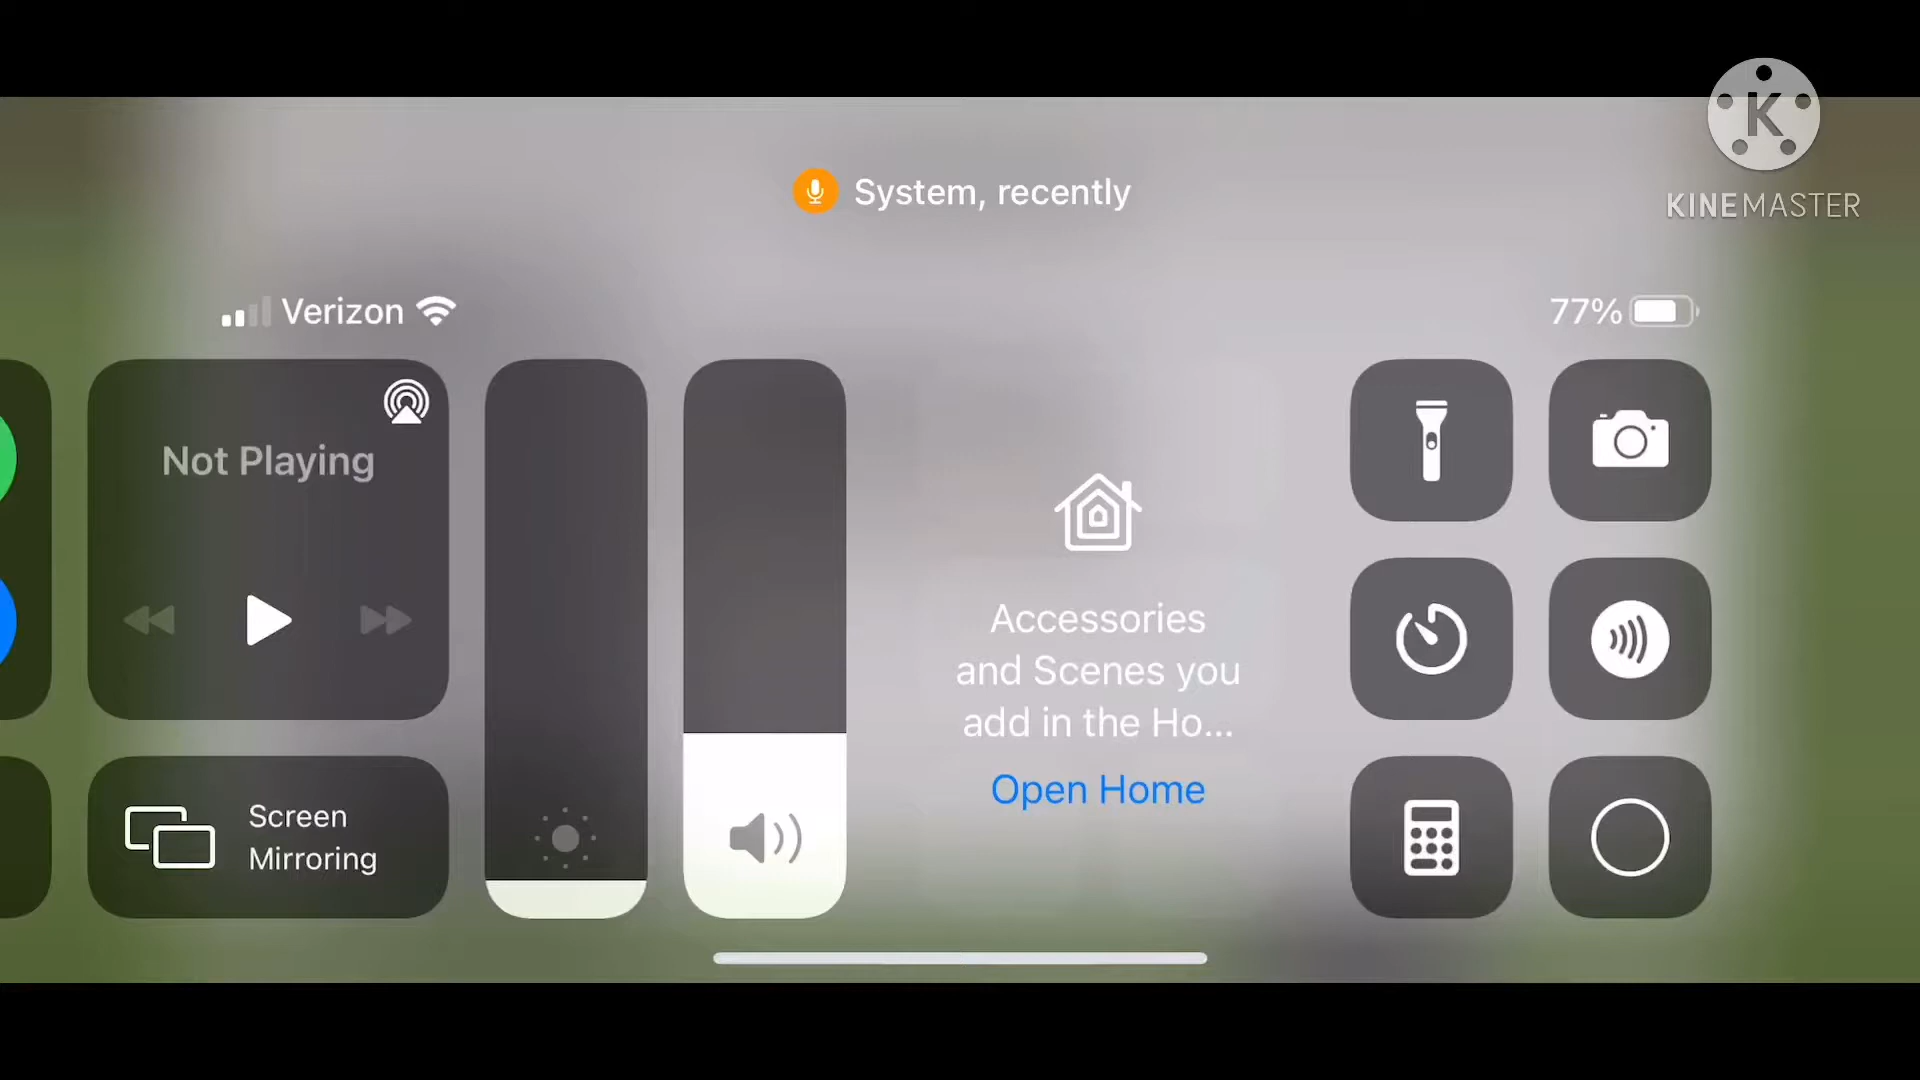 K
KINEMASTER
System, recently
Verizon
77%
Not Playing
Accessories
and Scenes you
add in the Ho...
Open Home
Screen
Mirroring